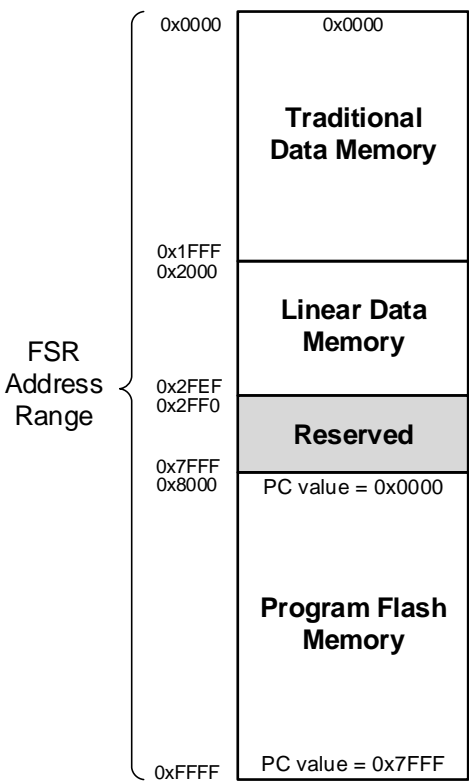 0x0000
0x0000
Traditional
Data Memory
0x1FFF
0x2000
Linear Data
Memory
FSR
Address
Range
0x2FEF
0x2FF0
Reserved
0x7FFF
0x8000
PC value = 0x0000
Program Flash
Memory
0xFFFF
PC value = 0x7FFF